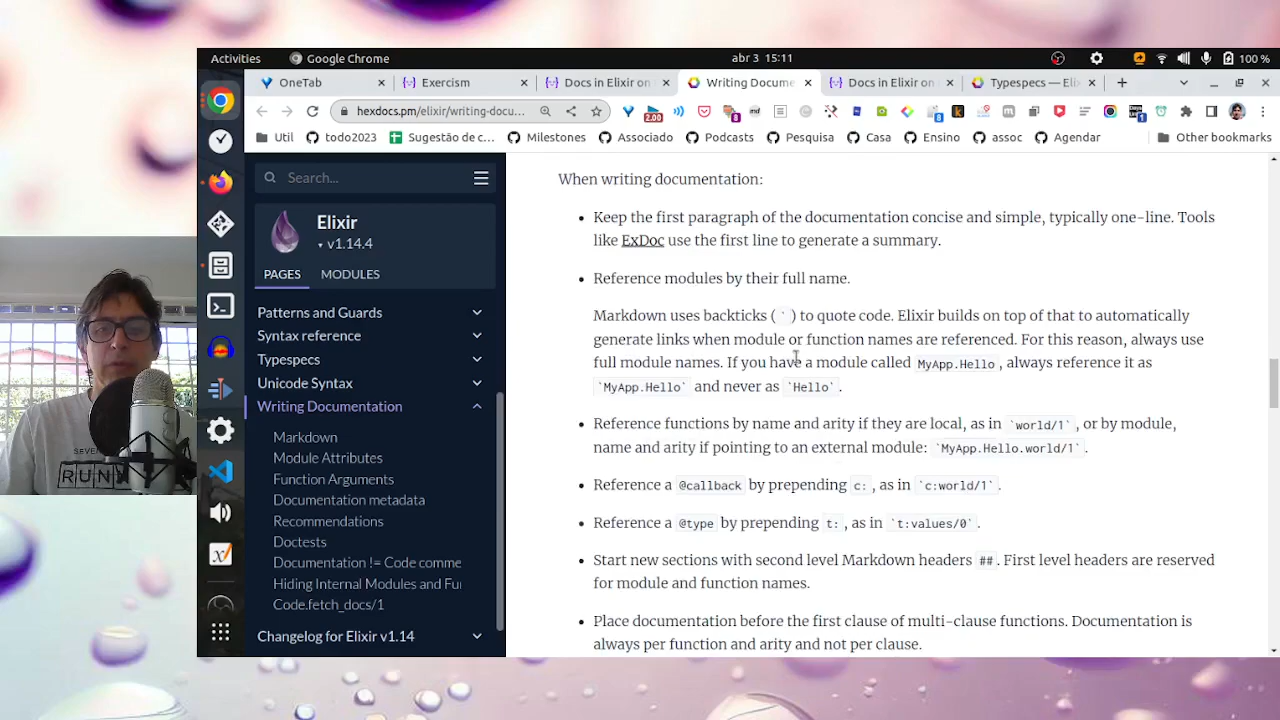 Activities
Google Chrome
abr 3 15:11
100 %
OneTab
Exercism
Docs in Elixir on
Writing Docume
Docs in Elixir on
Typespecs — Eli
hexdocs.pm/elixir/writing-docu...
2.00
8
8
1
Util
todo2023
Sugestão de c...
Milestones
Associado
Podcasts
Pesquisa
Casa
Ensino
assoc
Agendar
Other bookmarks
Search...
Elixir
v1.14.4
PAGES
MODULES
Patterns and Guards
Syntax reference
Typespecs
Unicode Syntax
Writing Documentation
Markdown
Module Attributes
Function Arguments
Documentation metadata
Recommendations
Doctests
Documentation != Code comme
Hiding Internal Modules and Fu
Code.fetch_docs/1
Changelog for Elixir v1.14
When writing documentation:
• Keep the first paragraph of the documentation concise and simple, typically one-line. Tools
like ExDoc use the first line to generate a summary.
• Reference modules by their full name.
Markdown uses backticks ( ` ) to quote code. Elixir builds on top of that to automatically
generate links when module or function names are referenced. For this reason, always use
full module names. If you have a module called MyApp.Hello , always reference it as
`MyApp.Hello` and never as `Hello` .
• Reference functions by name and arity if they are local, as in `world/1` , or by module,
name and arity if pointing to an external module: `MyApp.Hello.world/1` .
• Reference a @callback by prepending c: , as in `c:world/1` .
• Reference a @type by prepending t: , as in `t:values/0` .
• Start new sections with second level Markdown headers ## . First level headers are reserved
for module and function names.
• Place documentation before the first clause of multi-clause functions. Documentation is
always per function and arity and not per clause.
RUN